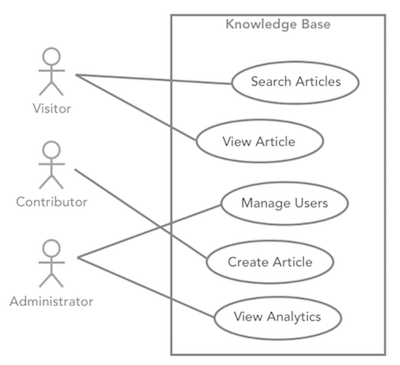 Knowledge Base
Search Articles
Visitor
View Article
Contributor
Manage Users
Create Article
Administrator
View Analytics